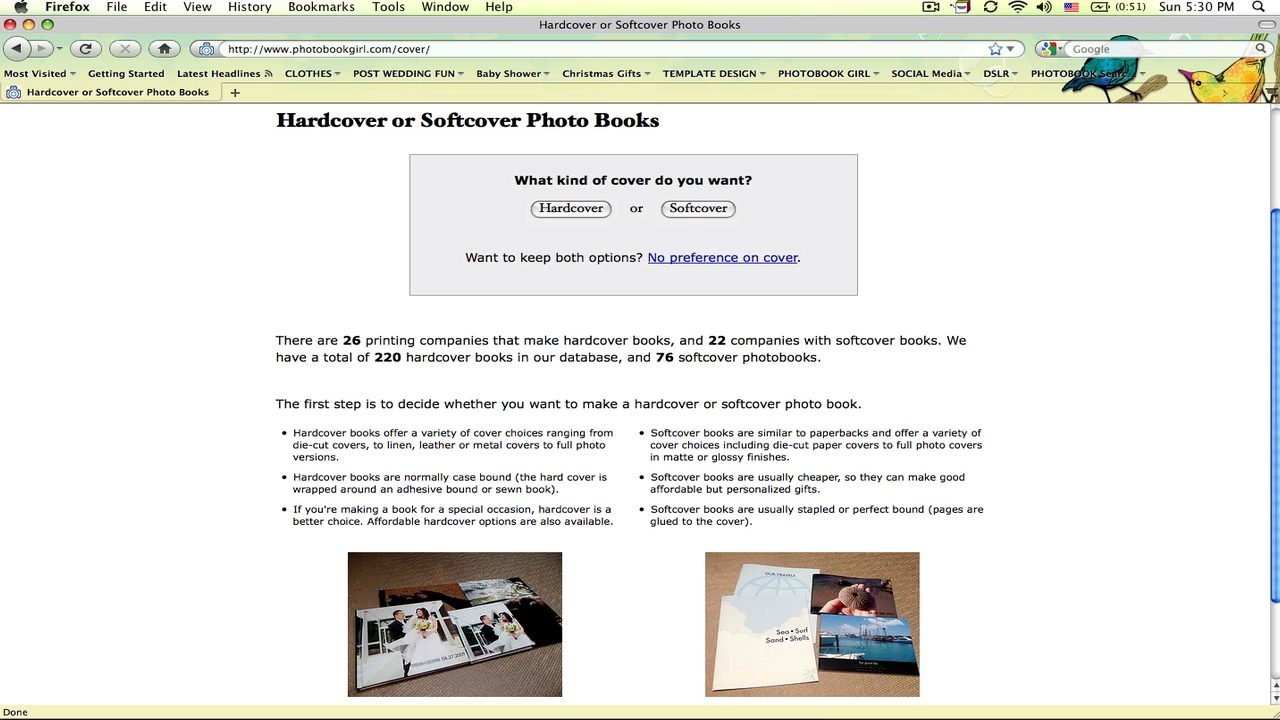 Firefox File Edit View History Bookmarks Tools Window Help (0:51) Sun 5:30 PM
Hardcover or Softcover Photo Books
http://www.photobookgirl.com/cover/ Google
Most Visited Getting Started Latest Headlines CLOTHES POST WEDDING FUN Baby Shower Christmas Gifts TEMPLATE DESIGN PHOTOBOOK GIRL SOCIAL Media DSLR PHOTOBOOK
Hardcover or Softcover Photo Books
Hardcover or Softcover Photo Books
What kind of cover do you want?
Hardcover or Softcover
Want to keep both options? No preference on cover.
There are 26 printing companies that make hardcover books, and 22 companies with softcover books. We
have a total of 220 hardcover books in our database, and 76 softcover photobooks.
The first step is to decide whether you want to make a hardcover or softcover photo book.
• Hardcover books offer a variety of cover choices ranging from
die-cut covers, to linen, leather or metal covers to full photo
versions.
• Hardcover books are normally case bound (the hard cover is
wrapped around an adhesive bound or sewn book).
• If you're making a book for a special occasion, hardcover is a
better choice. Affordable hardcover options are also available.
• Softcover books are similar to paperbacks and offer a variety of
cover choices including die-cut paper covers to full photo covers
in matte or glossy finishes.
• Softcover books are usually cheaper, so they can make good
affordable but personalized gifts.
• Softcover books are usually stapled or perfect bound (pages are
glued to the cover).
OUR TRAVELS
Sea • Surf
Sand • Shells
The good life
Done